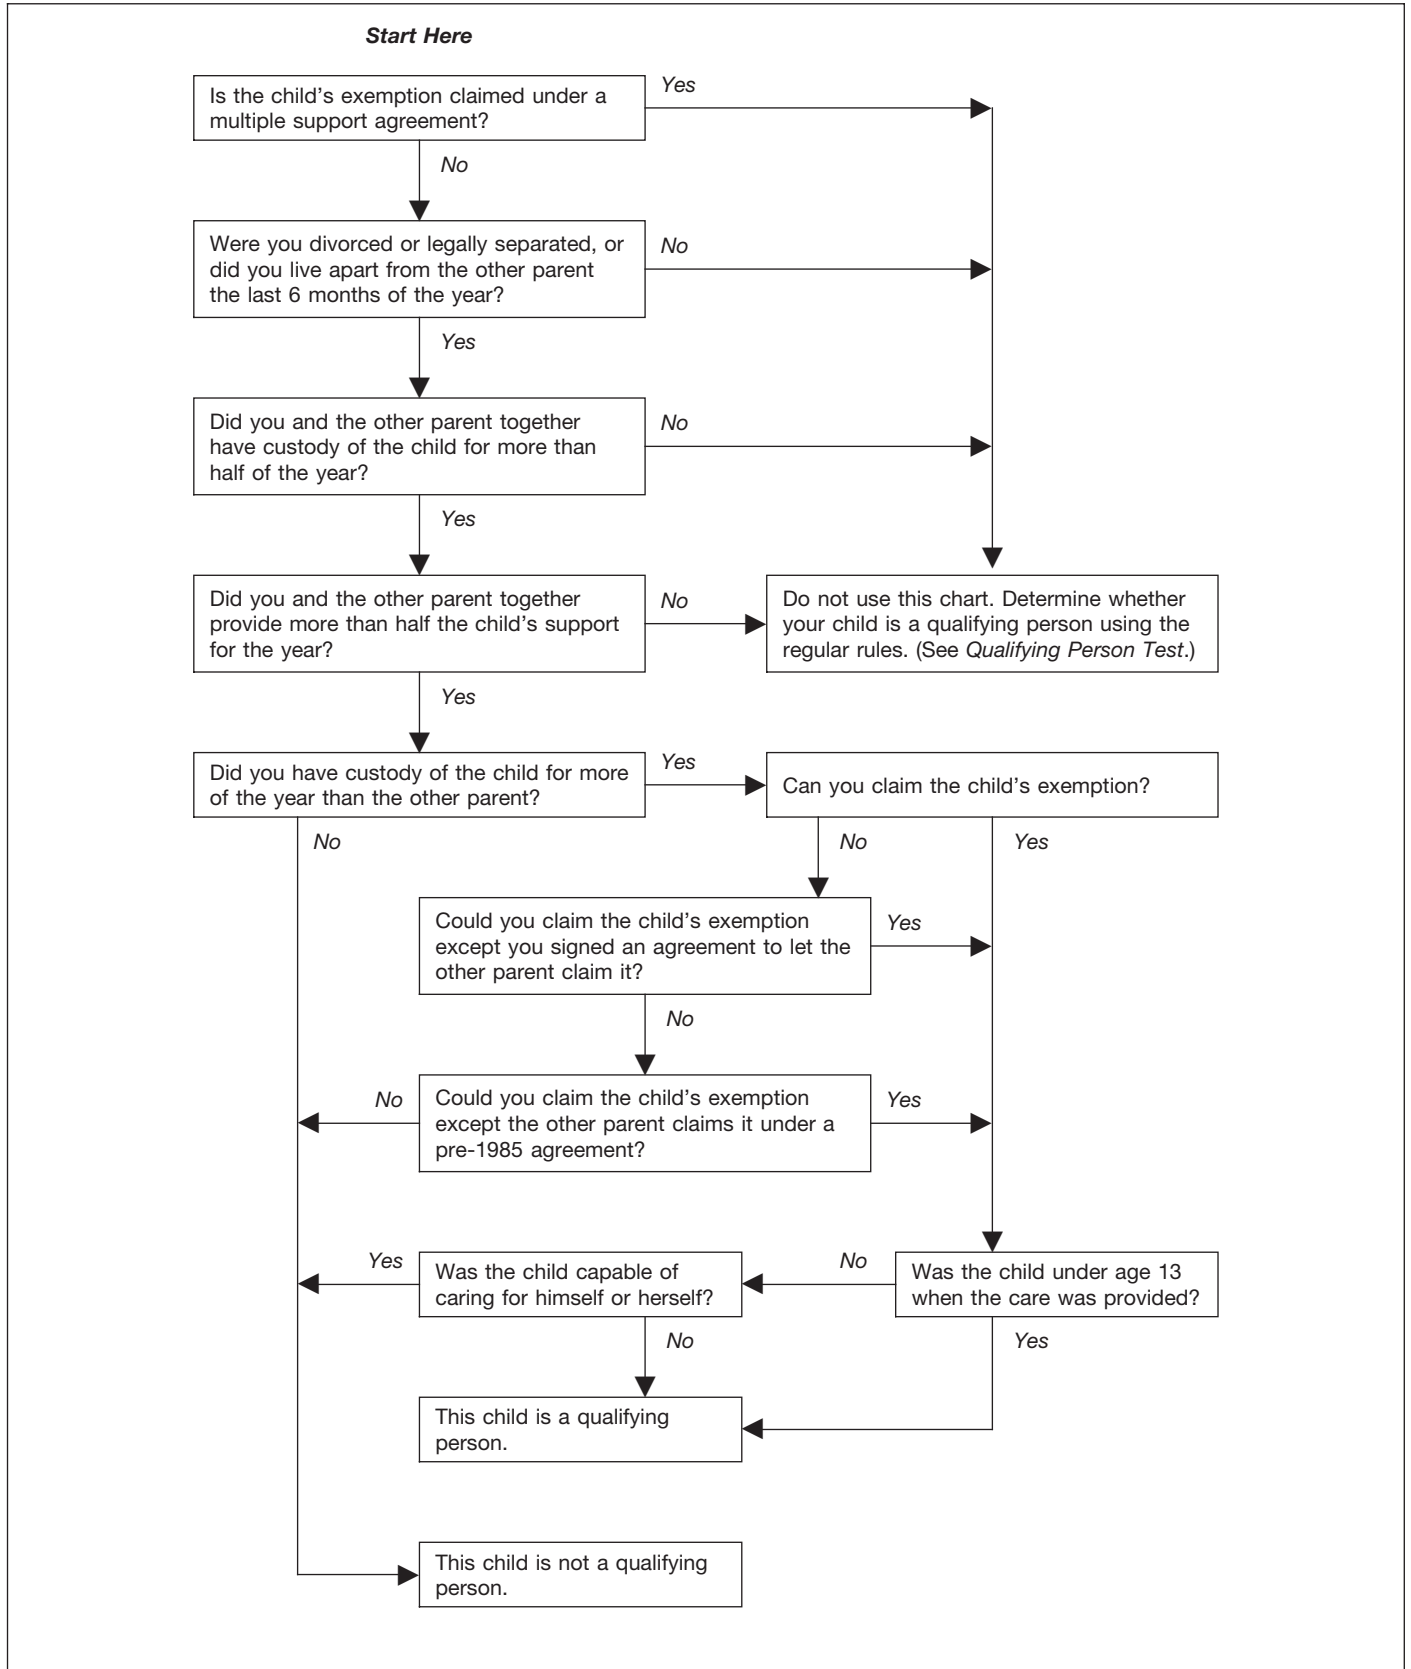 Start Here
Is the child's exemption claimed under a
multiple support agreement?
Yes
No
Were you divorced or legally separated, or
did you live apart from the other parent
the last 6 months of the year?
No
Yes
Did you and the other parent together
have custody of the child for more than
half of the year?
No
Yes
Did you and the other parent together
provide more than half the child's support
for the year?
No
Do not use this chart. Determine whether
your child is a qualifying person using the
regular rules. (See Qualifying Person Test.)
Yes
Did you have custody of the child for more
of the year than the other parent?
Yes
Can you claim the child's exemption?
No
No
Yes
Could you claim the child's exemption
except you signed an agreement to let the
other parent claim it?
Yes
No
No
Could you claim the child's exemption
except the other parent claims it under a
pre-1985 agreement?
Yes
Yes
Was the child capable of
caring for himself or herself?
No
Was the child under age 13
when the care was provided?
No
Yes
This child is a qualifying
person.
This child is not a qualifying
person.